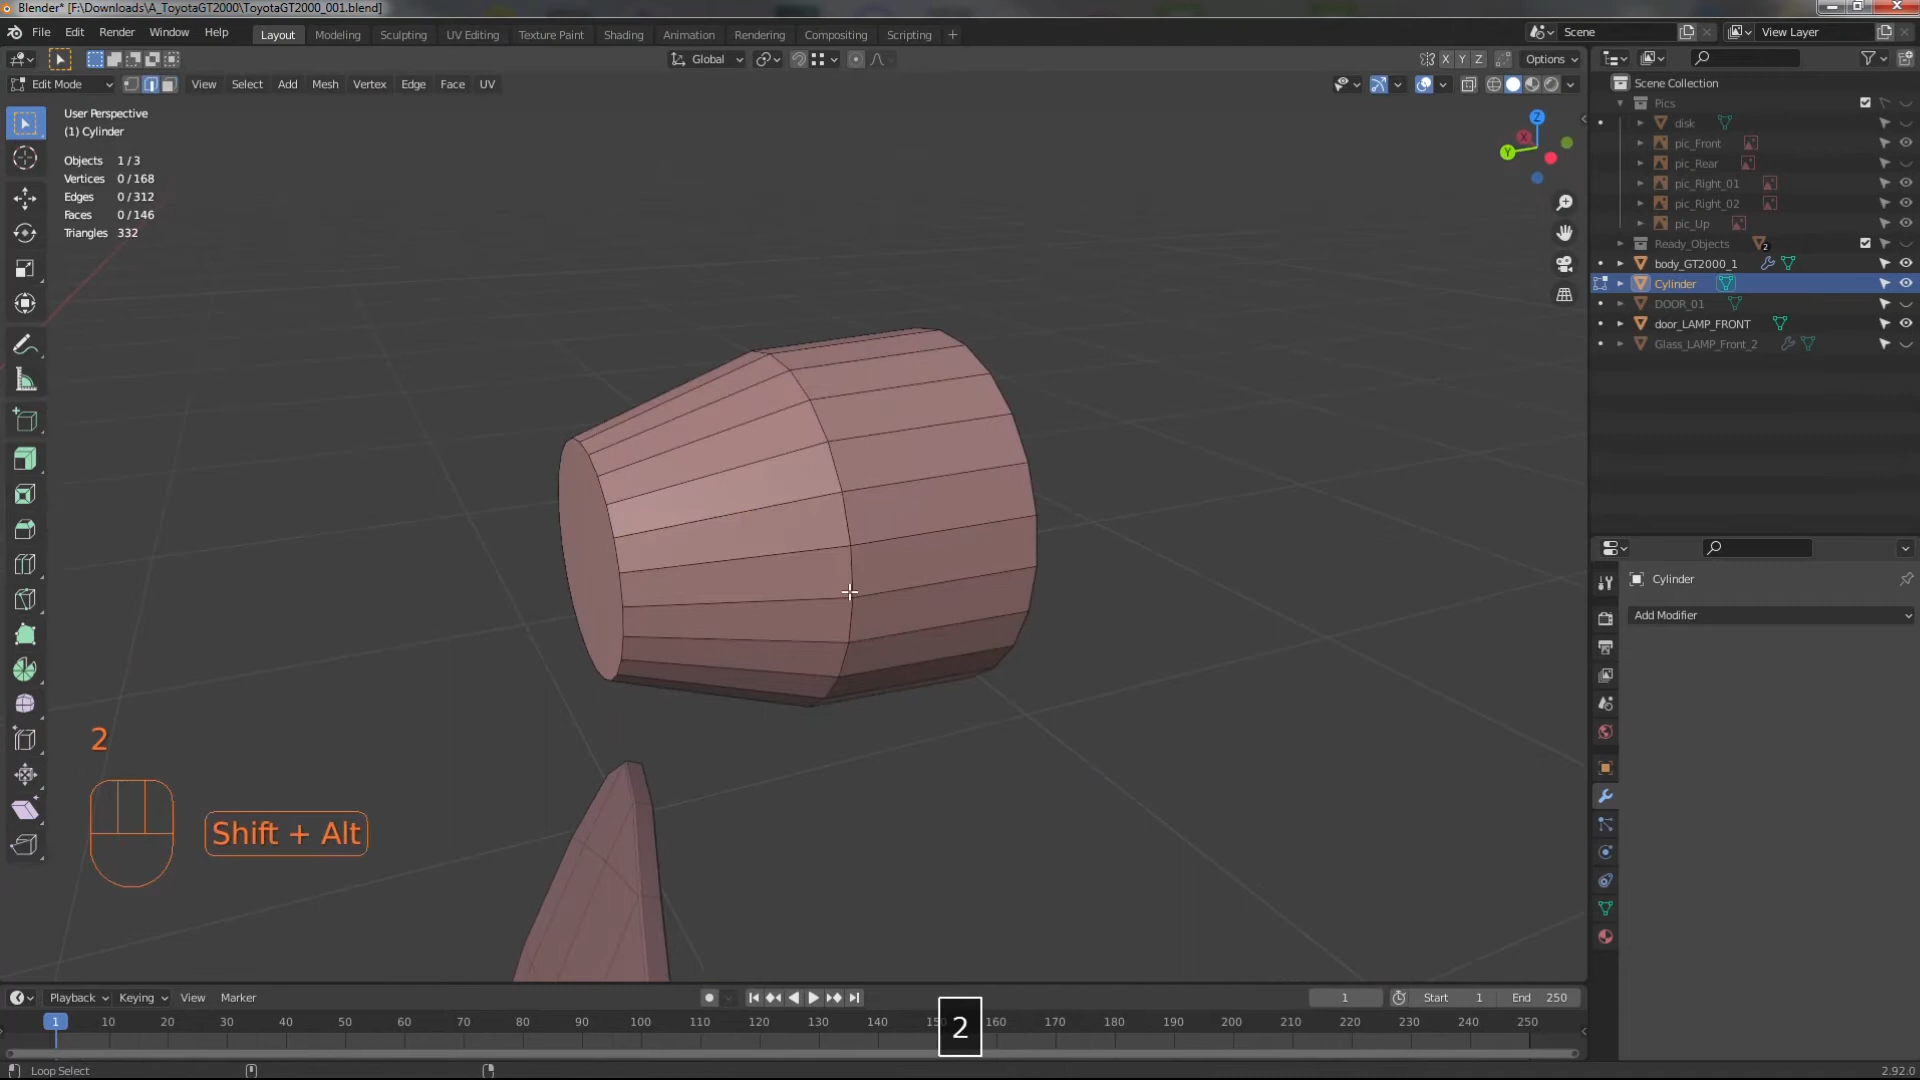 Blender* [F:\Downloads\A_ToyotaGT2000\ToyotaGT2000_001.blend]
File Edit Render Window Help Layout Modeling Sculpting UV Editing Texture Paint Shading Animation Rendering Compositing Scripting + Scene View Layer
Global X Y Z Options
Edit Mode View Select Add Mesh Vertex Edge Face UV
Scene Collection
Pics
disk
pic_Front
pic_Rear
pic_Right_01
pic_Right_02
pic_Up
Ready_Objects 2
body_GT2000_1
Cylinder
DOOR_01
door_LAMP_FRONT
Glass_LAMP_Front_2
User Perspective
(1) Cylinder
Objects 1/3
Vertices 0/168
Edges 0/312
Faces 0/146
Triangles 332
Z
X
Y
Cylinder
Add Modifier
2
Shift + Alt
Playback Keying View Marker 1 Start 1 End 250
1 10 20 30 40 50 60 70 80 90 100 110 120 130 140 160 170 180 190 200 210 220 230 240 250
2
Loop Select 2.92.0